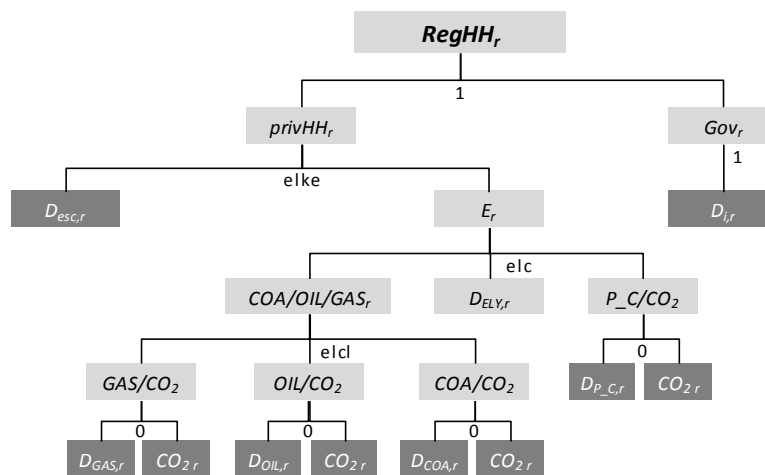 RegHH_r
1
privHH_r
Gov_r
elke
1
D_esc,r
E_r
D_i,r
elc
COA/OIL/GAS_r
D_ELY,r
P_C/CO_2
elcl
0
GAS/CO_2
OIL/CO_2
COA/CO_2
D_P_C,r
CO_2 r
0
0
0
D_GAS,r
CO_2 r
D_OIL,r
CO_2 r
D_COA,r
CO_2 r